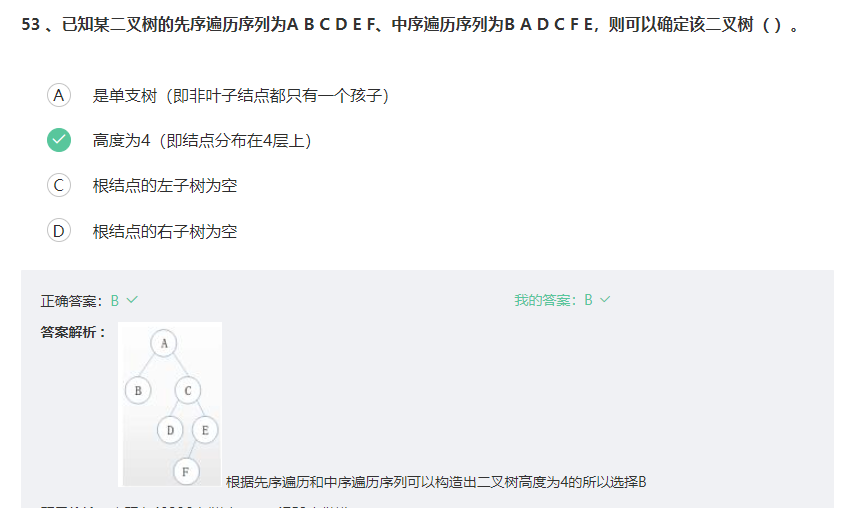 53 、已知某二叉树的先序遍历序列为A B C D E F、中序遍历序列为B A D C F E，则可以确定该二叉树（ ）。
A 是单支树（即非叶子结点都只有一个孩子）
高度为4（即结点分布在4层上）
C 根结点的左子树为空
D 根结点的右子树为空
正确答案：B 我的答案：B
答案解析：
A
B C
D E
F
根据先序遍历和中序遍历序列可以构造出二叉树高度为4的所以选择B